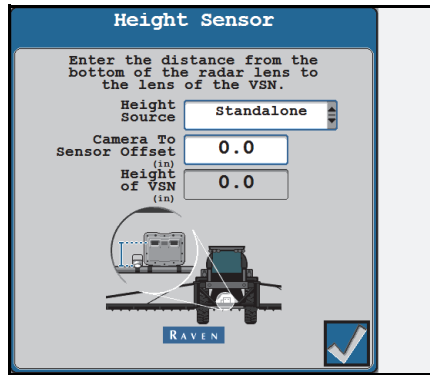 Height Sensor
Enter the distance from the
bottom of the radar lens to
the lens of the VSN.
Height
Source
Standalone
Camera To
Sensor Offset
(in)
0.0
Height
of VSN
(in)
0.0
RAVEN